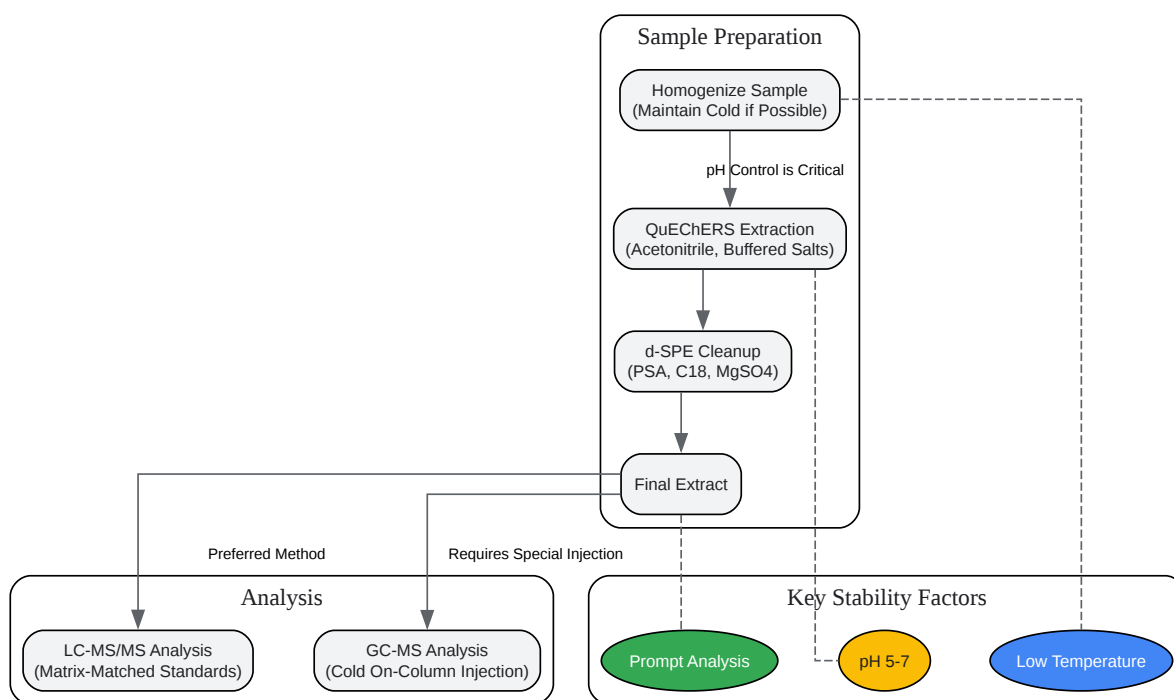 Sample Preparation
Homogenize Sample
(Maintain Cold if Possible)
pH Control is Critical
QuEChERS Extraction
(Acetonitrile, Buffered Salts)
d-SPE Cleanup
(PSA, C18, MgSO4)
Final Extract
Preferred Method
Requires Special Injection
Analysis
LC-MS/MS Analysis
(Matrix-Matched Standards)
GC-MS Analysis
(Cold On-Column Injection)
Key Stability Factors
Prompt Analysis
pH 5-7
Low Temperature